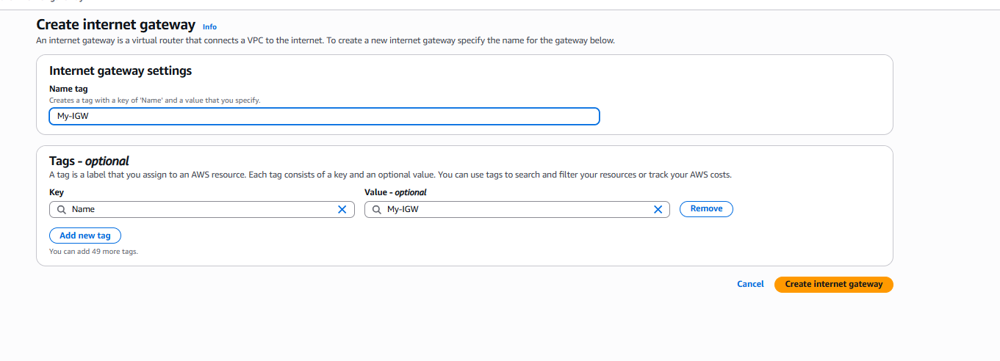 Create internet gateway Info
An internet gateway is a virtual router that connects a VPC to the internet. To create a new internet gateway specify the name for the gateway below.
Internet gateway settings
Name tag
Creates a tag with a key of 'Name' and a value that you specify.
My-IGW
Tags - optional
A tag is a label that you assign to an AWS resource. Each tag consists of a key and an optional value. You can use tags to search and filter your resources or track your AWS costs.
Key Value - optional
Name My-IGW Remove
Add new tag
You can add 49 more tags.
Cancel Create internet gateway